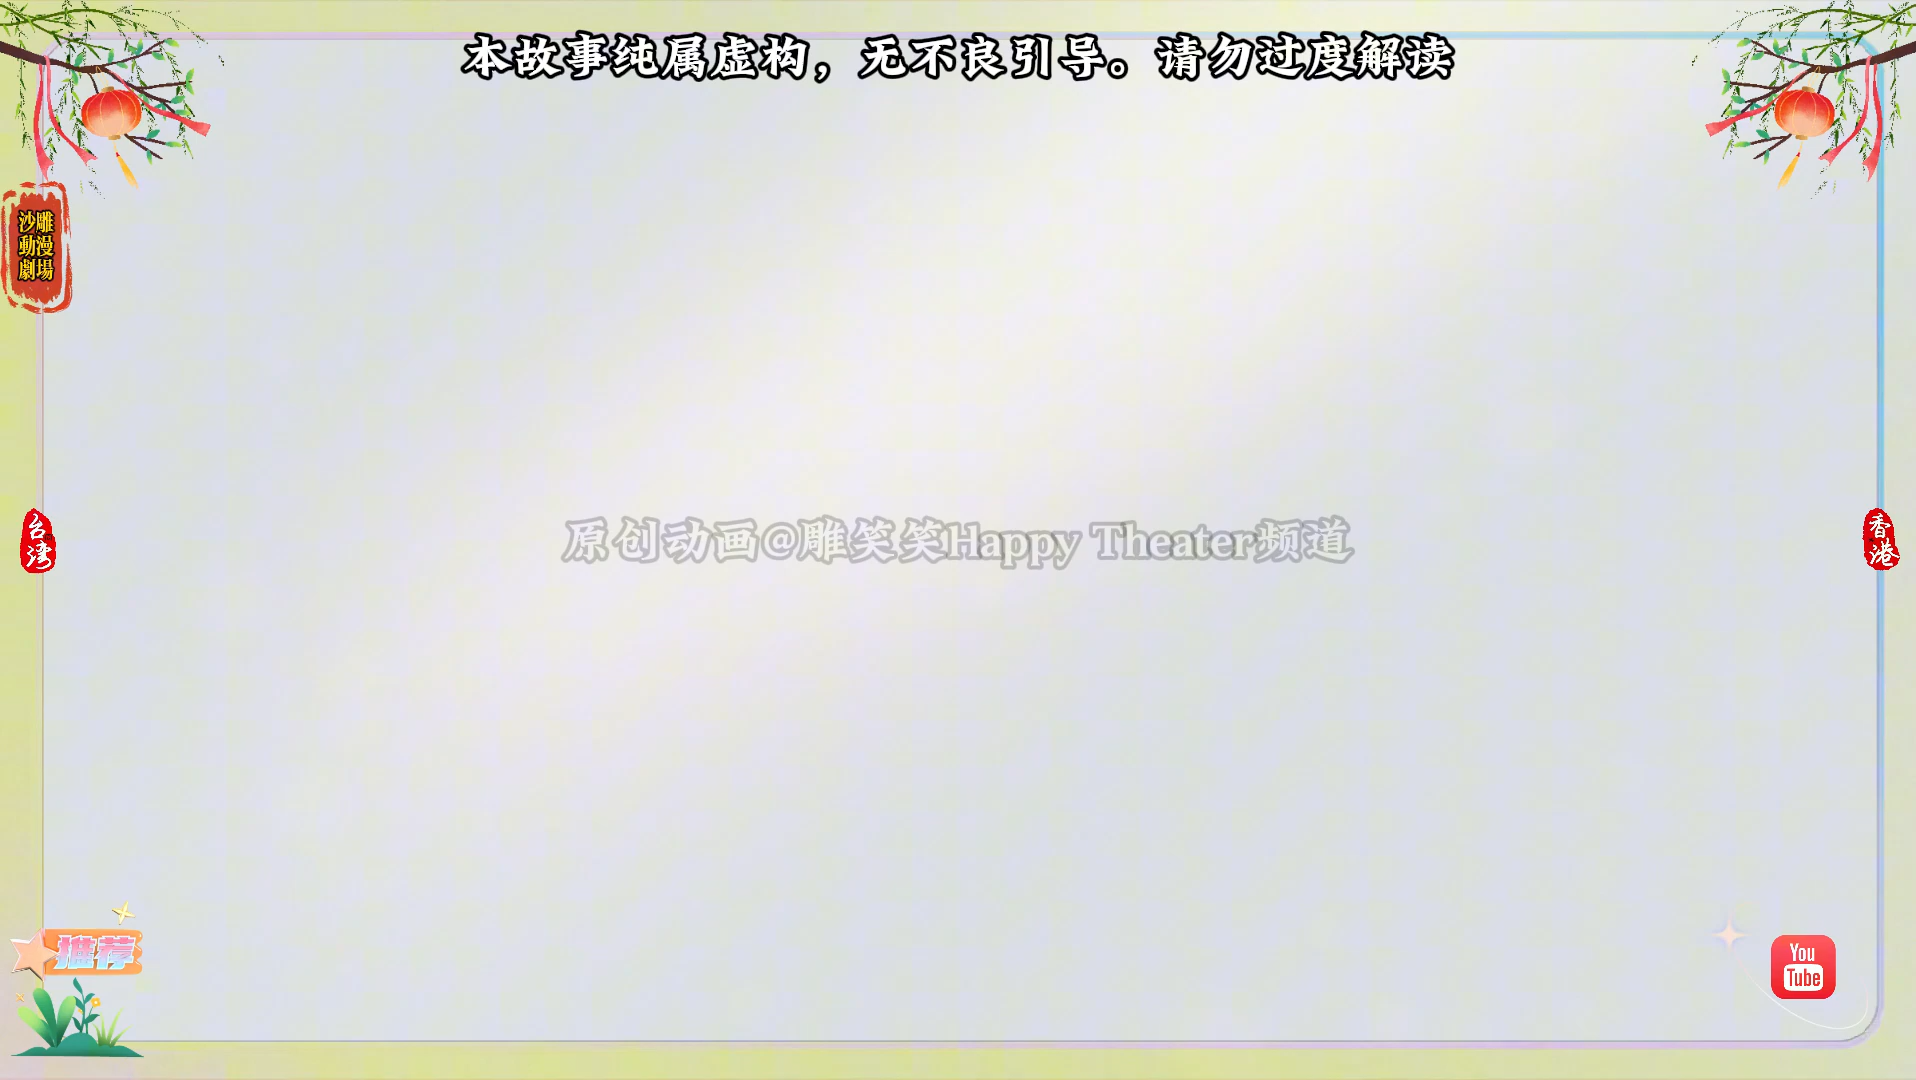 本故事纯属虚构，无不良引导。请勿过度解读
沙雕
動漫
劇場
台湾
香港
原创动画@雕笑笑Happy Theater频道
推荐
You
Tube